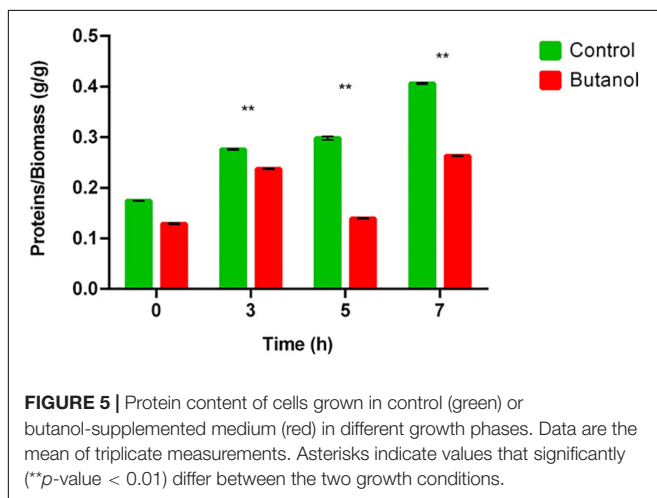 Proteins/Biomass (g/g)
0.5
0.4
0.3
0.2
0.1
0.0
**
**
**
0 3 5 7
Time (h)
Control
Butanol
FIGURE 5 | Protein content of cells grown in control (green) or
butanol-supplemented medium (red) in different growth phases. Data are the
mean of triplicate measurements. Asterisks indicate values that significantly
(**p-value < 0.01) differ between the two growth conditions.